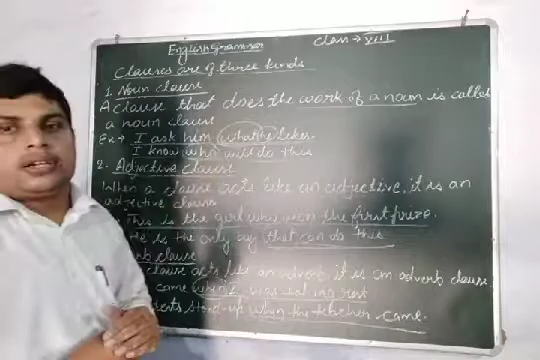 English Grammar
Class → VIII
Clauses are of three kinds
1. Noun clause
A clause that does the work of a noun is called
a noun clause
Ex → I ask him what he likes.
I know who will do this
2. Adjective clause
When a clause acts like an adjective, it is an
adjective clause
This is the girl who won the first prize.
He is the only that can do this
clause
clause acts like an adverb it is an adverb clause
came was taking rest
stand-up when the teacher came.